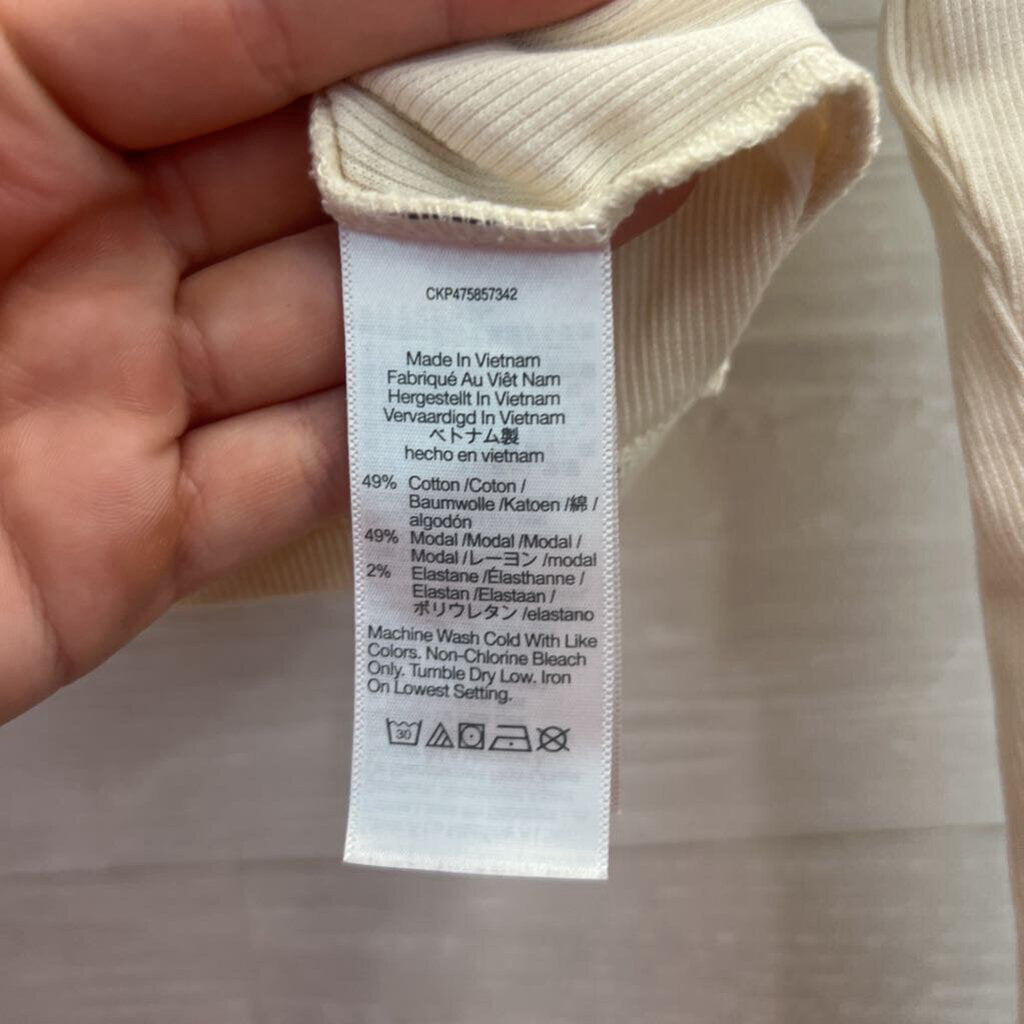 CKP475857342
Made In Vietnam
Fabriqué Au Viêt Nam
Hergestellt In Vietnam
Vervaardigd In Vietnam
ベトナム製
hecho en vietnam
49% Cotton /Coton /
Baumwolle /Katoen /綿 /
algodón
49% Modal /Modal /Modal /
Modal /レーヨン /modal
2% Elastane /Élasthanne /
Elastan /Elastaan /
ポリウレタン /elastano
Machine Wash Cold With Like
Colors. Non-Chlorine Bleach
Only. Tumble Dry Low. Iron
On Lowest Setting.
30